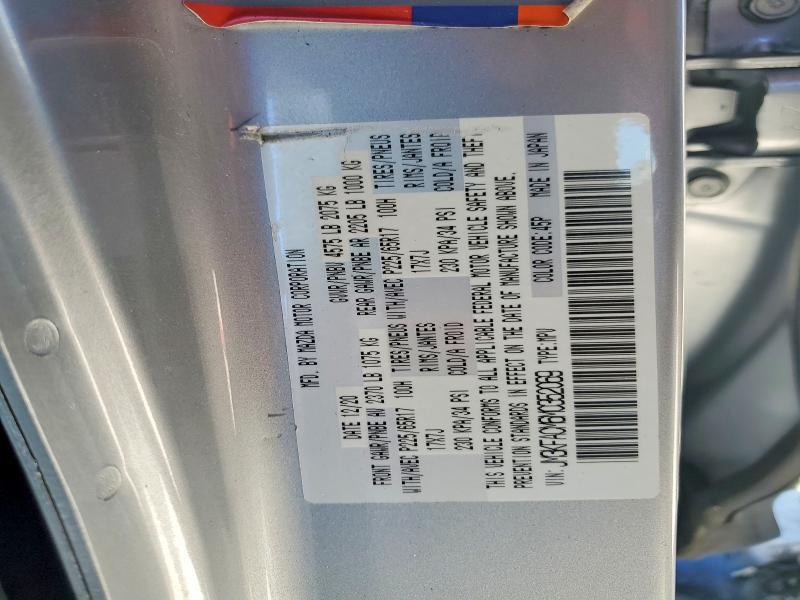 MFD. BY MAZDA MOTOR CORPORATION
DATE 12/20 GVWR/PNBV 4575 LB 2075 KG
FRONT GAWR/PNBE AV 2370 LB 1075 KG REAR GAWR/PNBE AR 2205 LB 1000 KG
WITH/AVEC P225/65R17 100H TIRES/PNEUS WITH/AVEC P225/65R17 100H TIRES/PNEUS
17X7J RIMS/JANTES 17X7J RIMS/JANTES
230 KPA/34 PSI COLD/A FROID 230 KPA/34 PSI COLD/A FROID
THIS VEHICLE CONFORMS TO ALL APPLICABLE FEDERAL MOTOR VEHICLE SAFETY AND THEFT
PREVENTION STANDARDS IN EFFECT ON THE DATE OF MANUFACTURE SHOWN ABOVE.
VIN: TYPE:MPV COLOR CODE:45P MADE IN JAPAN